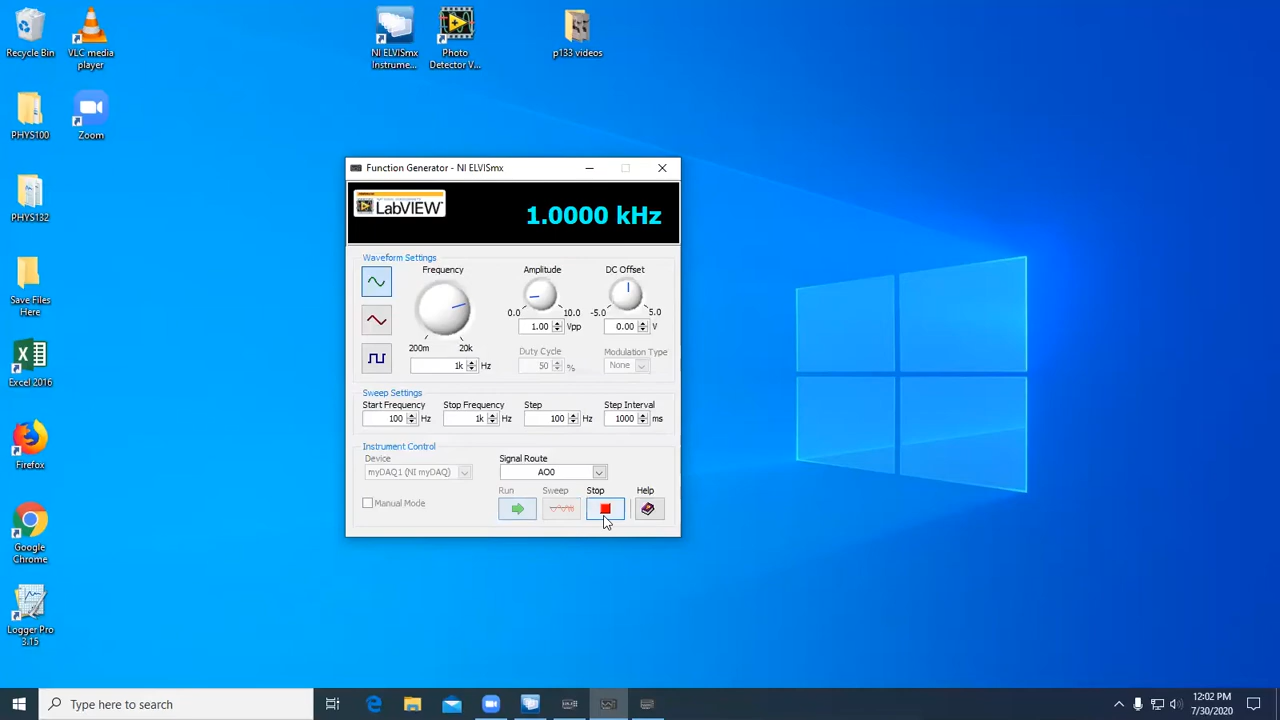 Recycle Bin
VLC media
player
PHYS100
Zoom
PHYS132
Save Files
Here
Excel 2016
Firefox
Google
Chrome
Logger Pro
3.15
NI ELVISmx
Instrume...
Photo
Detector V...
p133 videos
Function Generator - NI ELVISmx
LabVIEW™
1.0000 kHz
Waveform Settings
Frequency
Amplitude
DC Offset
0.0
10.0
-5.0
5.0
1.00 Vpp
0.00 V
200m
20k
Duty Cycle
Modulation Type
1k Hz
50 %
None
Sweep Settings
Start Frequency
Stop Frequency
Step
Step Interval
100 Hz
1k Hz
100 Hz
1000 ms
Instrument Control
Device
Signal Route
myDAQ1 (NI myDAQ)
AO0
Run
Sweep
Stop
Help
Manual Mode
Type here to search
12:02 PM
7/30/2020